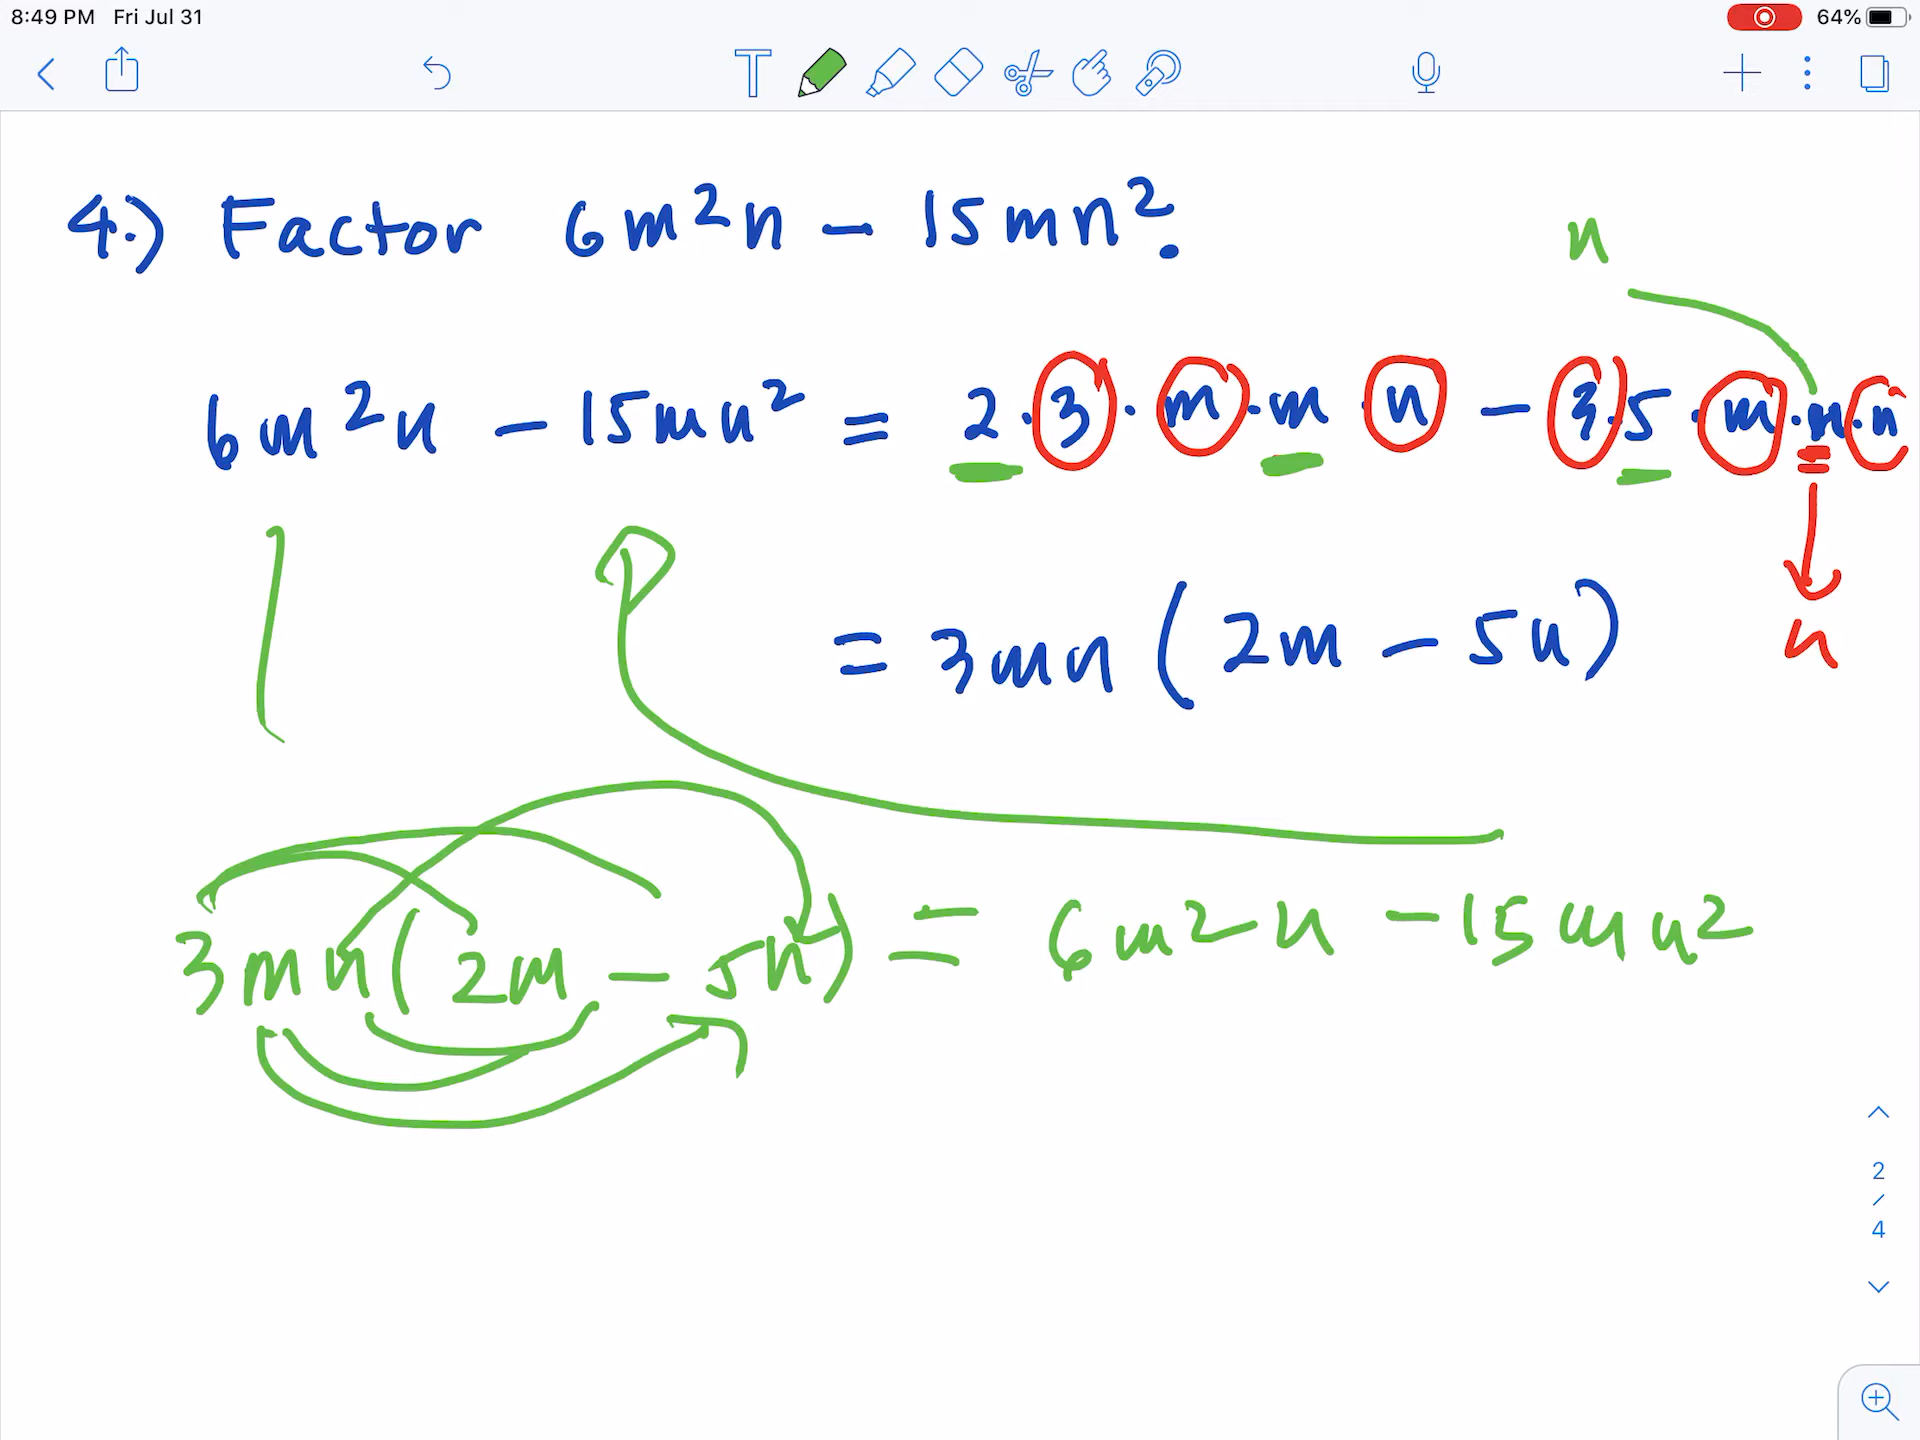 8:49 PM Fri Jul 31 64%
T
4.) Factor 6m²n - 15mn².
n
6m²n - 15mn² = 2·3·m·m·n - 3·5·m·m·n
n
= 3mn(2m - 5n)
3mn(2m - 5n) = 6m²n - 15mn²
2
/
4